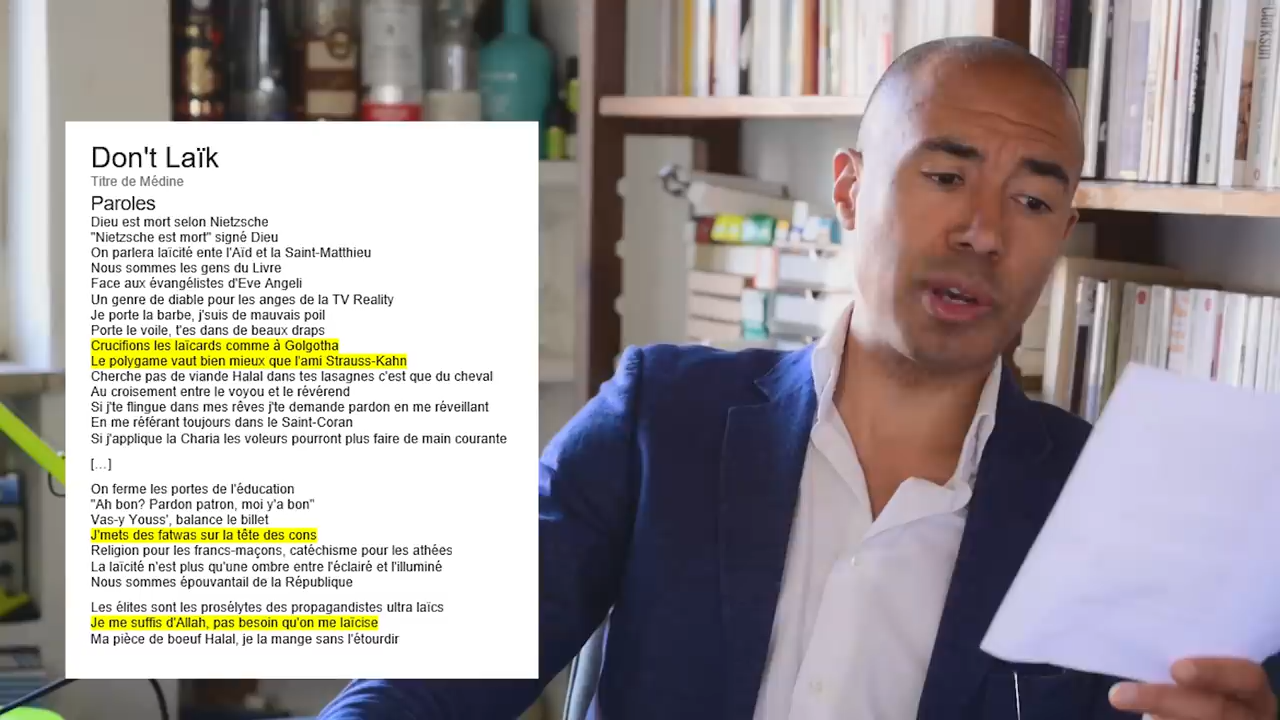 Don't Laïk
Titre de Médine
Paroles
Dieu est mort selon Nietzsche
"Nietzsche est mort" signé Dieu
On parlera laïcité ente l'Aïd et la Saint-Matthieu
Nous sommes les gens du Livre
Face aux évangélistes d'Eve Angeli
Un genre de diable pour les anges de la TV Reality
Je porte la barbe, j'suis de mauvais poil
Porte le voile, t'es dans de beaux draps
Crucifions les laïcards comme à Golgotha
Le polygame vaut bien mieux que l'ami Strauss-Kahn
Cherche pas de viande Halal dans tes lasagnes c'est que du cheval
Au croisement entre le voyou et le révérend
Si j'te flingue dans mes rêves j'te demande pardon en me réveillant
En me référant toujours dans le Saint-Coran
Si j'applique la Charia les voleurs pourront plus faire de main courante
[...]
On ferme les portes de l'éducation
"Ah bon? Pardon patron, moi y'a bon"
Vas-y Youss', balance le billet
J'mets des fatwas sur la tête des cons
Religion pour les francs-maçons, catéchisme pour les athées
La laïcité n'est plus qu'une ombre entre l'éclairé et l'illuminé
Nous sommes épouvantail de la République
Les élites sont les prosélytes des propagandistes ultra laïcs
Je me suffis d'Allah, pas besoin qu'on me laïcise
Ma pièce de boeuf Halal, je la mange sans l'étourdir